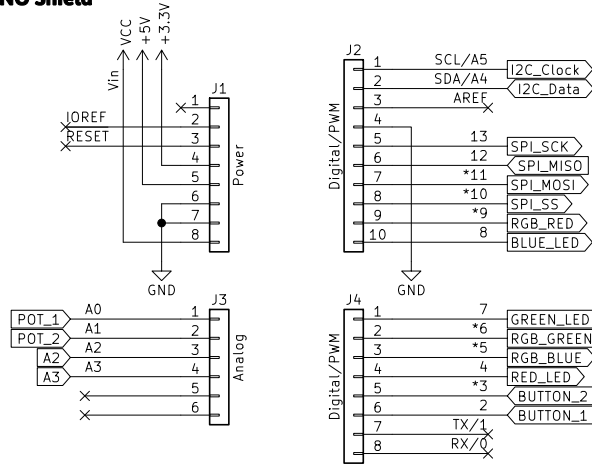 NO Shield
VCC
+5V
+3.3V
Vin
J1
1
IOREF
2
RESET
3
4
5
6
7
8
Power
GND
J2
1
SCL/A5
I2C_Clock
2
SDA/A4
I2C_Data
3
AREF
4
5
13
SPI_SCK
6
12
SPI_MISO
7
*11
SPI_MOSI
8
*10
SPI_SS
9
*9
RGB_RED
10
8
BLUE_LED
Digital/PWM
GND
J3
POT_1
A0
1
POT_2
A1
2
A2
A2
3
A3
A3
4
5
6
Analog
J4
1
7
GREEN_LED
2
*6
RGB_GREEN
3
*5
RGB_BLUE
4
4
RED_LED
5
*3
BUTTON_2
6
2
BUTTON_1
7
TX/1
8
RX/0
Digital/PWM